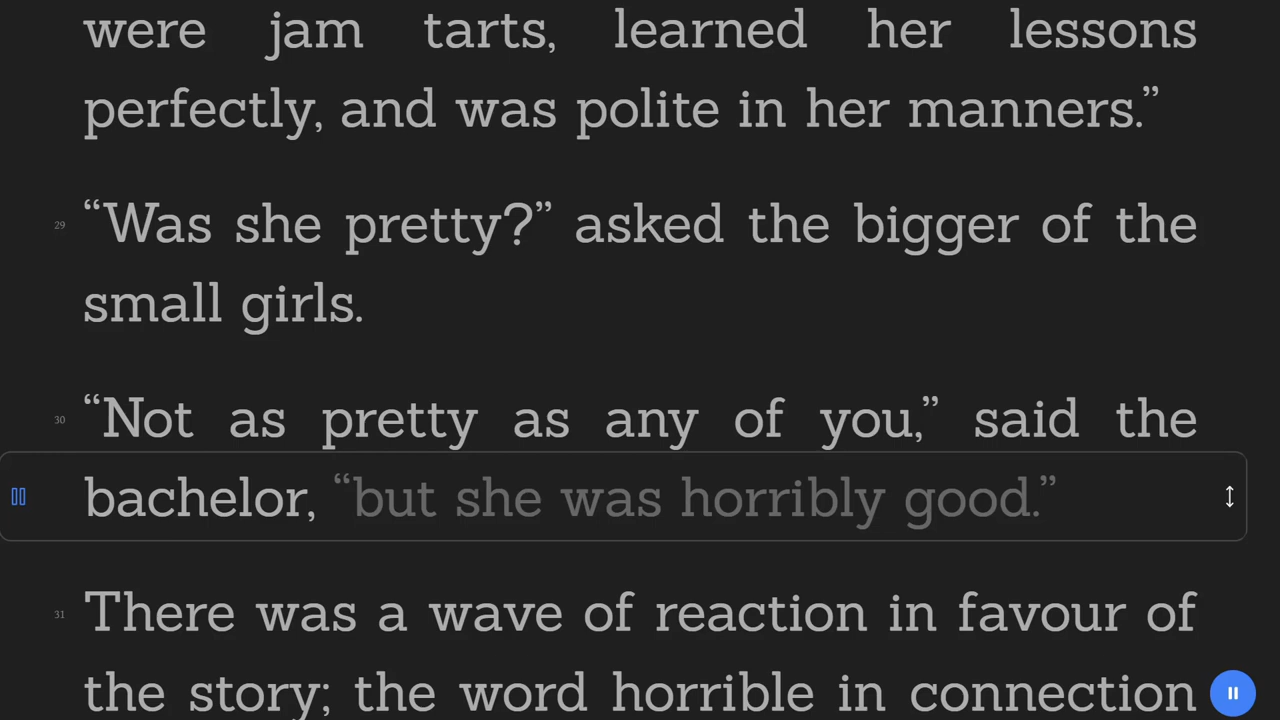 were jam tarts, learned her lessons
perfectly, and was polite in her manners.”
29
“Was she pretty?” asked the bigger of the
small girls.
30
“Not as pretty as any of you,” said the
bachelor, “but she was horribly good.”
31
There was a wave of reaction in favour of
the story; the word horrible in connection